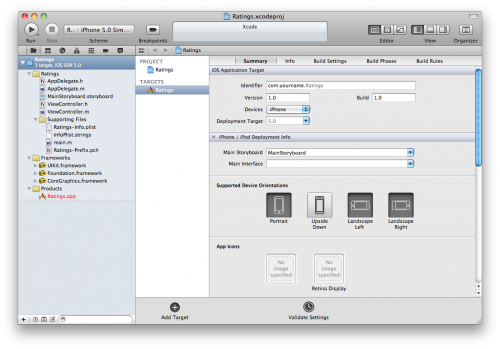 Ratings.xcodeproj
Run
Stop
R... iPhone 5.0 Sim...
Scheme
Breakpoints
Xcode
Editor
View
Organizer
Ratings
Ratings
1 target, iOS SDK 5.0
Ratings
AppDelegate.h
AppDelegate.m
MainStoryboard.storyboard
ViewController.h
ViewController.m
Supporting Files
Ratings-Info.plist
InfoPlist.strings
main.m
Ratings-Prefix.pch
Frameworks
UIKit.framework
Foundation.framework
CoreGraphics.framework
Products
Ratings.app
PROJECT
Ratings
TARGETS
Ratings
Summary Info Build Settings Build Phases Build Rules
iOS Application Target
Identifier com.yourname.Ratings
Version 1.0 Build 1.0
Devices iPhone
Deployment Target 5.0
iPhone / iPod Deployment Info
Main Storyboard MainStoryboard
Main Interface
Supported Device Orientations
Portrait
Upside Down
Landscape Left
Landscape Right
App Icons
No image specified
No image specified
Retina Display
Add Target
Validate Settings